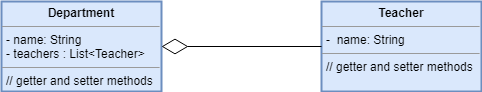 Department
- name: String
- teachers : List<Teacher>
// getter and setter methods
Teacher
- name: String
// getter and setter methods